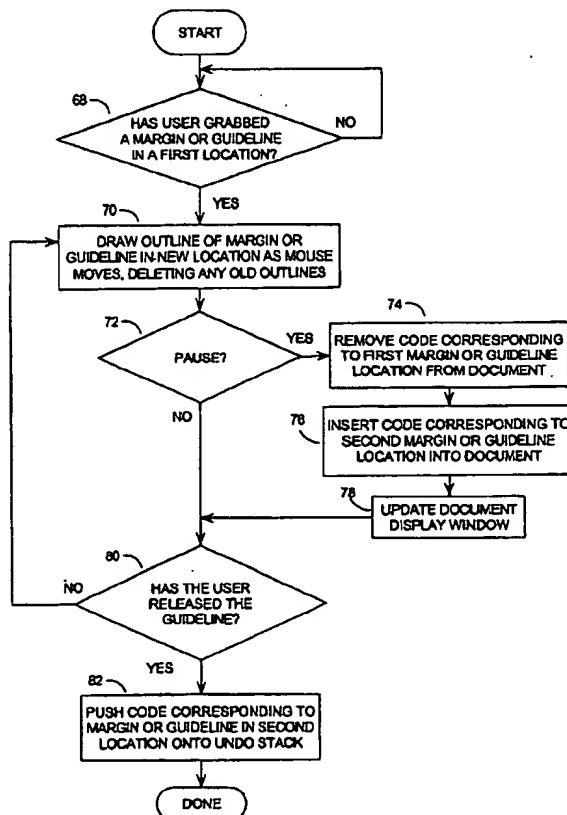 START
68
HAS USER GRABBED
A MARGIN OR GUIDELINE
IN A FIRST LOCATION?
NO
YES
70
DRAW OUTLINE OF MARGIN OR
GUIDELINE IN-NEW LOCATION AS MOUSE
MOVES, DELETING ANY OLD OUTLINES
72
PAUSE?
YES
NO
74
REMOVE CODE CORRESPONDING
TO FIRST MARGIN OR GUIDELINE
LOCATION FROM DOCUMENT
76
INSERT CODE CORRESPONDING TO
SECOND MARGIN OR GUIDELINE
LOCATION INTO DOCUMENT
78
UPDATE DOCUMENT
DISPLAY WINDOW
80
HAS THE USER
RELEASED THE
GUIDELINE?
NO
YES
82
PUSH CODE CORRESPONDING TO
MARGIN OR GUIDELINE IN SECOND
LOCATION ONTO UNDO STACK
DONE